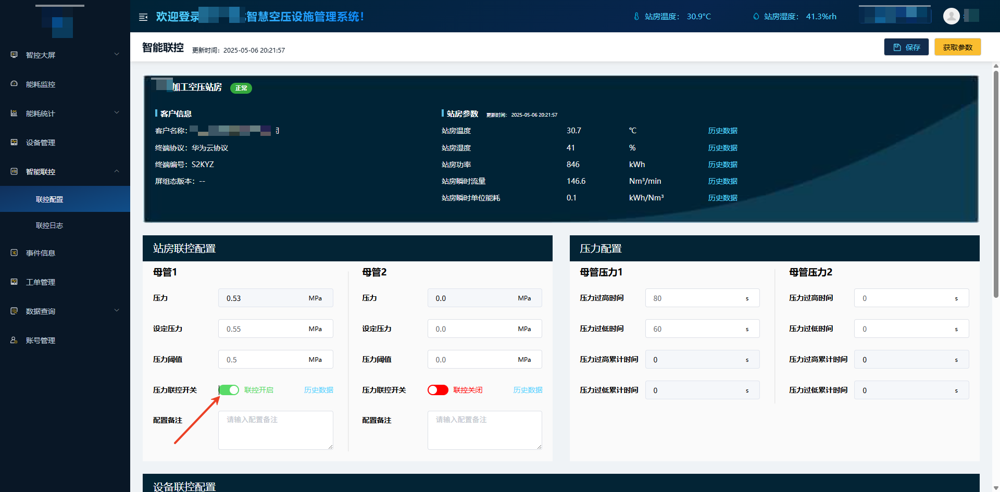 欢迎登录
智慧空压设施管理系统!
站房温度: 30.9°C
站房湿度: 41.3%rh
智控大屏
能耗监控
能耗统计
设备管理
智能联控
联控配置
联控日志
事件信息
工单管理
数据查询
账号管理
智能联控 更新时间: 2025-05-06 20:21:57
保存
获取参数
加工空压站房 正常
客户信息
客户名称: 司
终端协议: 华为云协议
终端编号: S2KYZ
屏组态版本: --
站房参数 更新时间: 2025-05-06 20:21:57
站房温度 30.7 ℃ 历史数据
站房湿度 41 % 历史数据
站房功率 846 kWh 历史数据
站房瞬时流量 146.6 Nm³/min 历史数据
站房瞬时单位能耗 0.1 kWh/Nm³ 历史数据
站房联控配置
母管1
压力 0.53 MPa
设定压力 0.55 MPa
压力阈值 0.5 MPa
压力联控开关 联控开启 历史数据
配置备注 请输入配置备注
母管2
压力 0.0 MPa
设定压力 0.0 MPa
压力阈值 0.0 MPa
压力联控开关 联控关闭 历史数据
配置备注 请输入配置备注
压力配置
母管压力1
压力过高时间 80 s
压力过低时间 60 s
压力过高累计时间 0 s
压力过低累计时间 0 s
母管压力2
压力过高时间 0 s
压力过低时间 0 s
压力过高累计时间 0 s
压力过低累计时间 0 s
设备联控配置